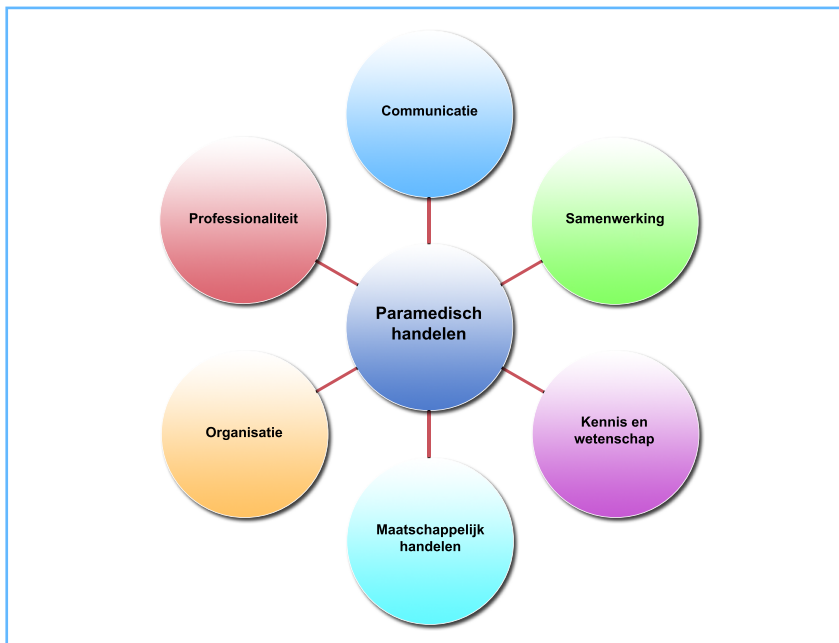 Communicatie
Professionaliteit
Samenwerking
Paramedisch
handelen
Organisatie
Kennis en
wetenschap
Maatschappelijk
handelen